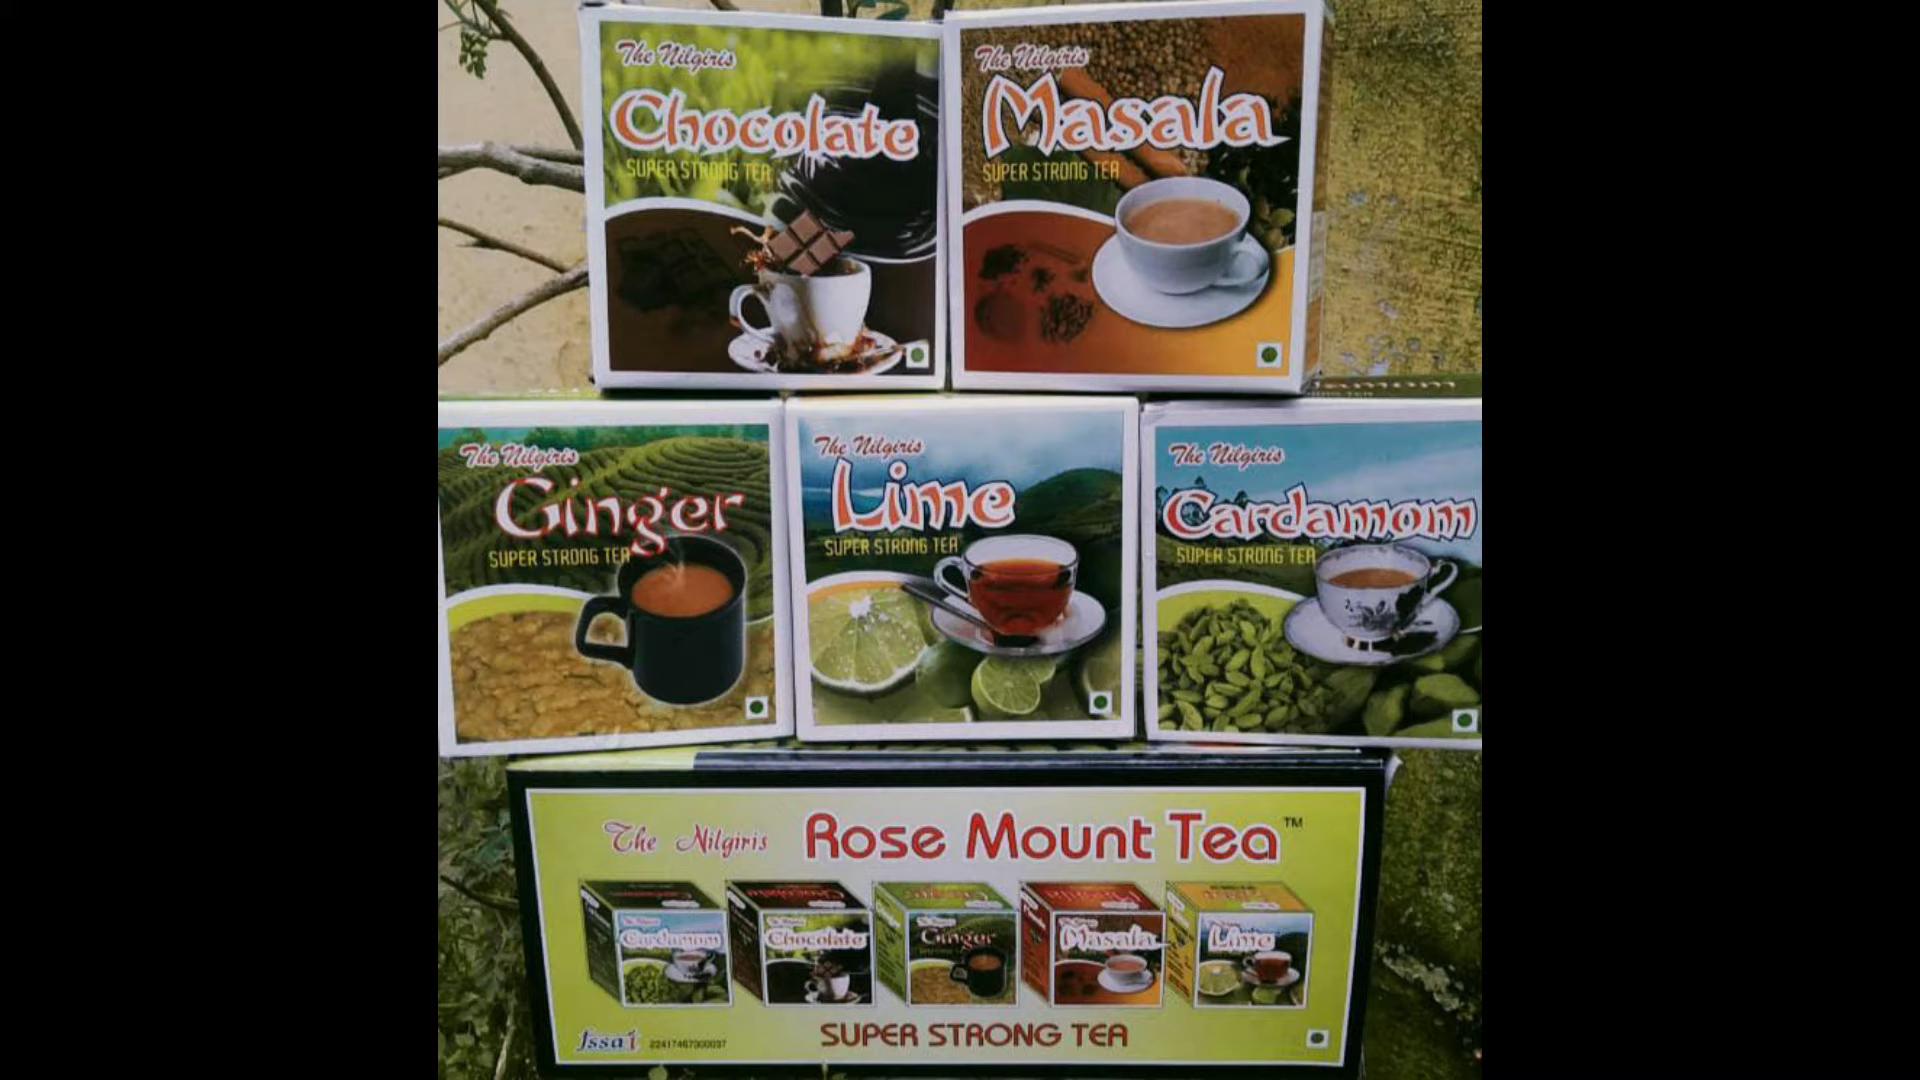 The Nilgiris
Chocolate
SUPER STRONG TEA
The Nilgiris
Masala
SUPER STRONG TEA
The Nilgiris
Ginger
SUPER STRONG TEA
The Nilgiris
Lime
SUPER STRONG TEA
The Nilgiris
Cardamom
SUPER STRONG TEA
The Nilgiris Rose Mount Tea™
Cardamom
Chocolate
Ginger
Masala
Lime
fssai 22417467000037
SUPER STRONG TEA